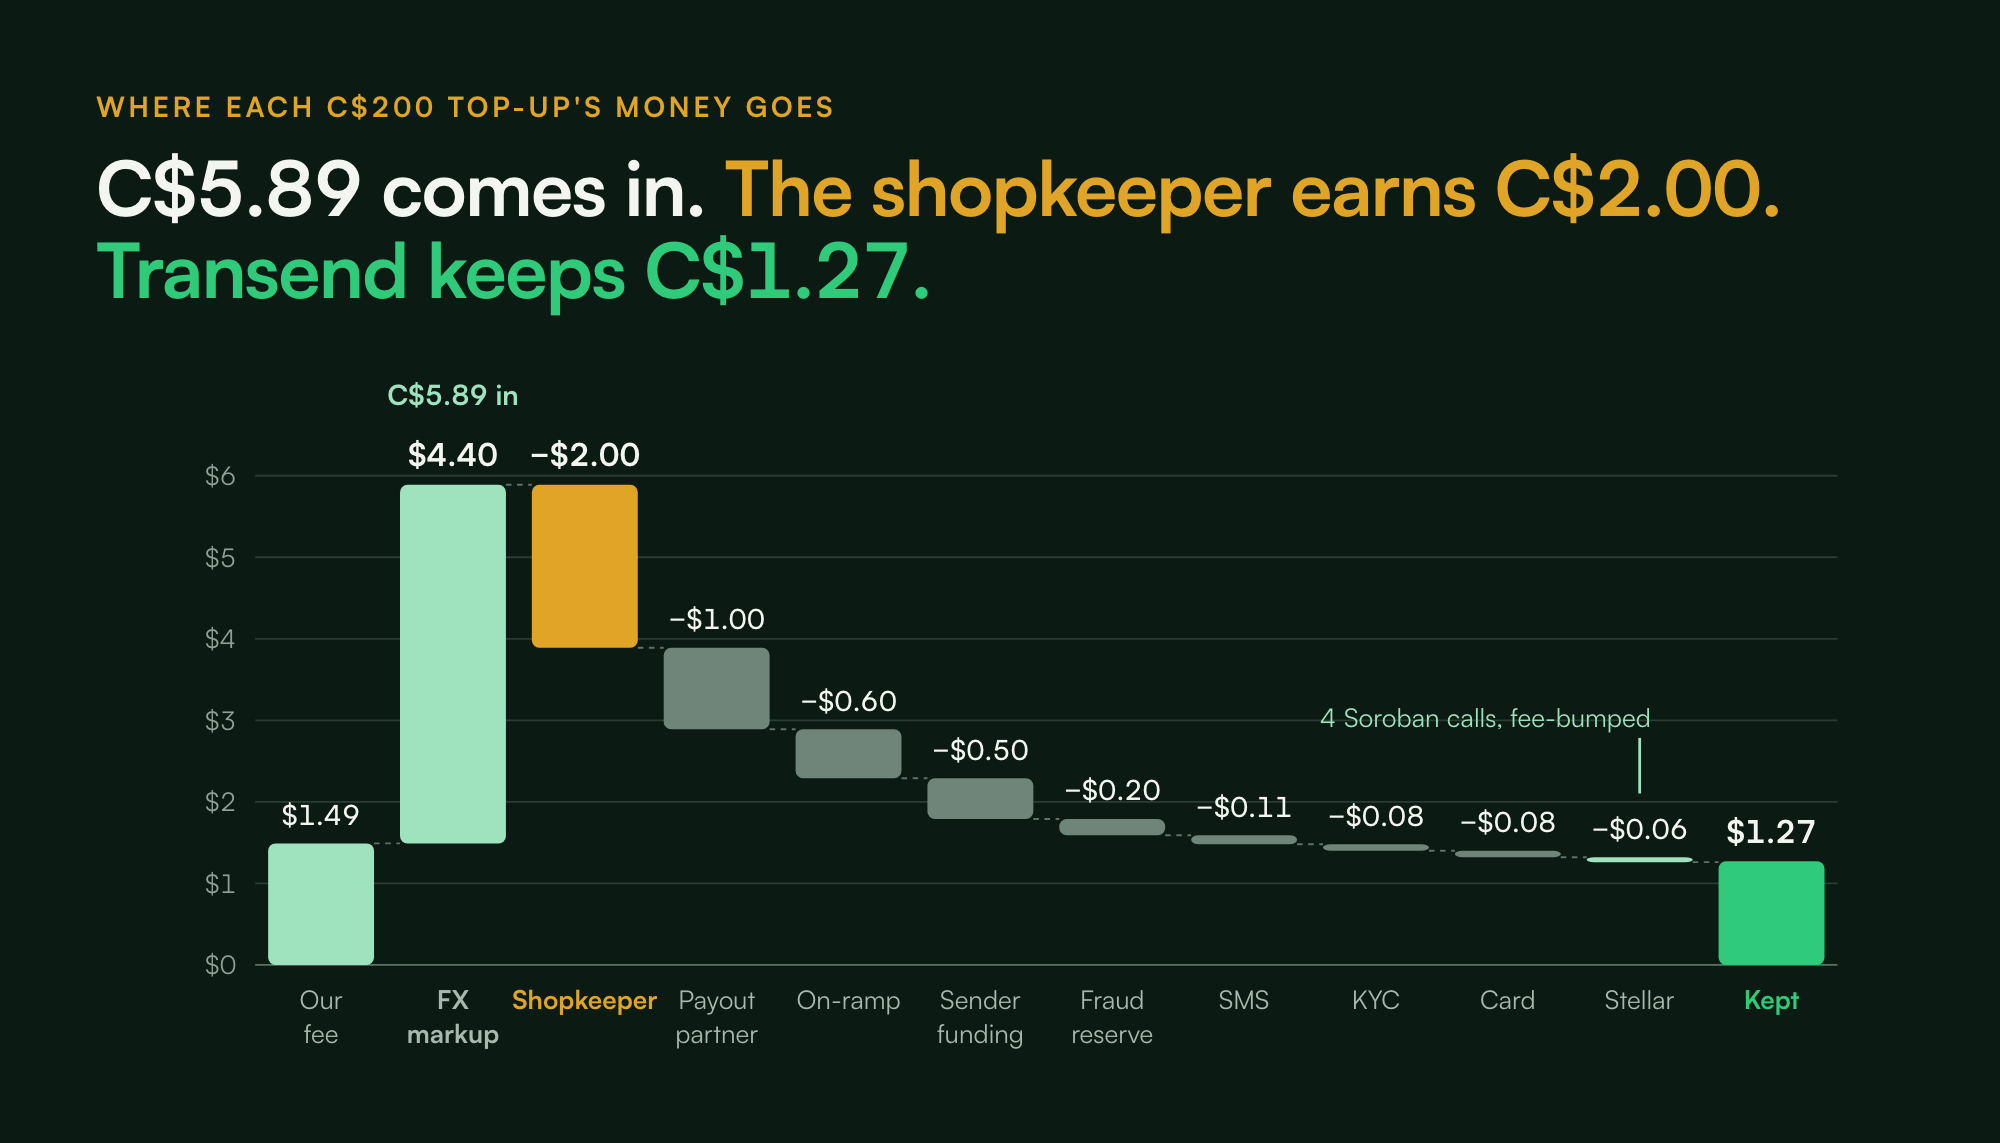 WHERE EACH C$200 TOP-UP'S MONEY GOES
C$5.89 comes in. The shopkeeper earns C$2.00.
Transend keeps C$1.27.
C$5.89 in
$4.40
–$2.00
$6
$5
–$1.00
$4
–$0.60
$3
4 Soroban calls, fee-bumped
–$0.50
–$0.20
$2
$1.49
–$0.11
–$0.08
–$0.08
–$0.06
$1.27
$1
$0
Our
fee
FX
markup
Shopkeeper
Payout
partner
On-ramp
Sender
funding
Fraud
reserve
SMS
KYC
Card
Stellar
Kept